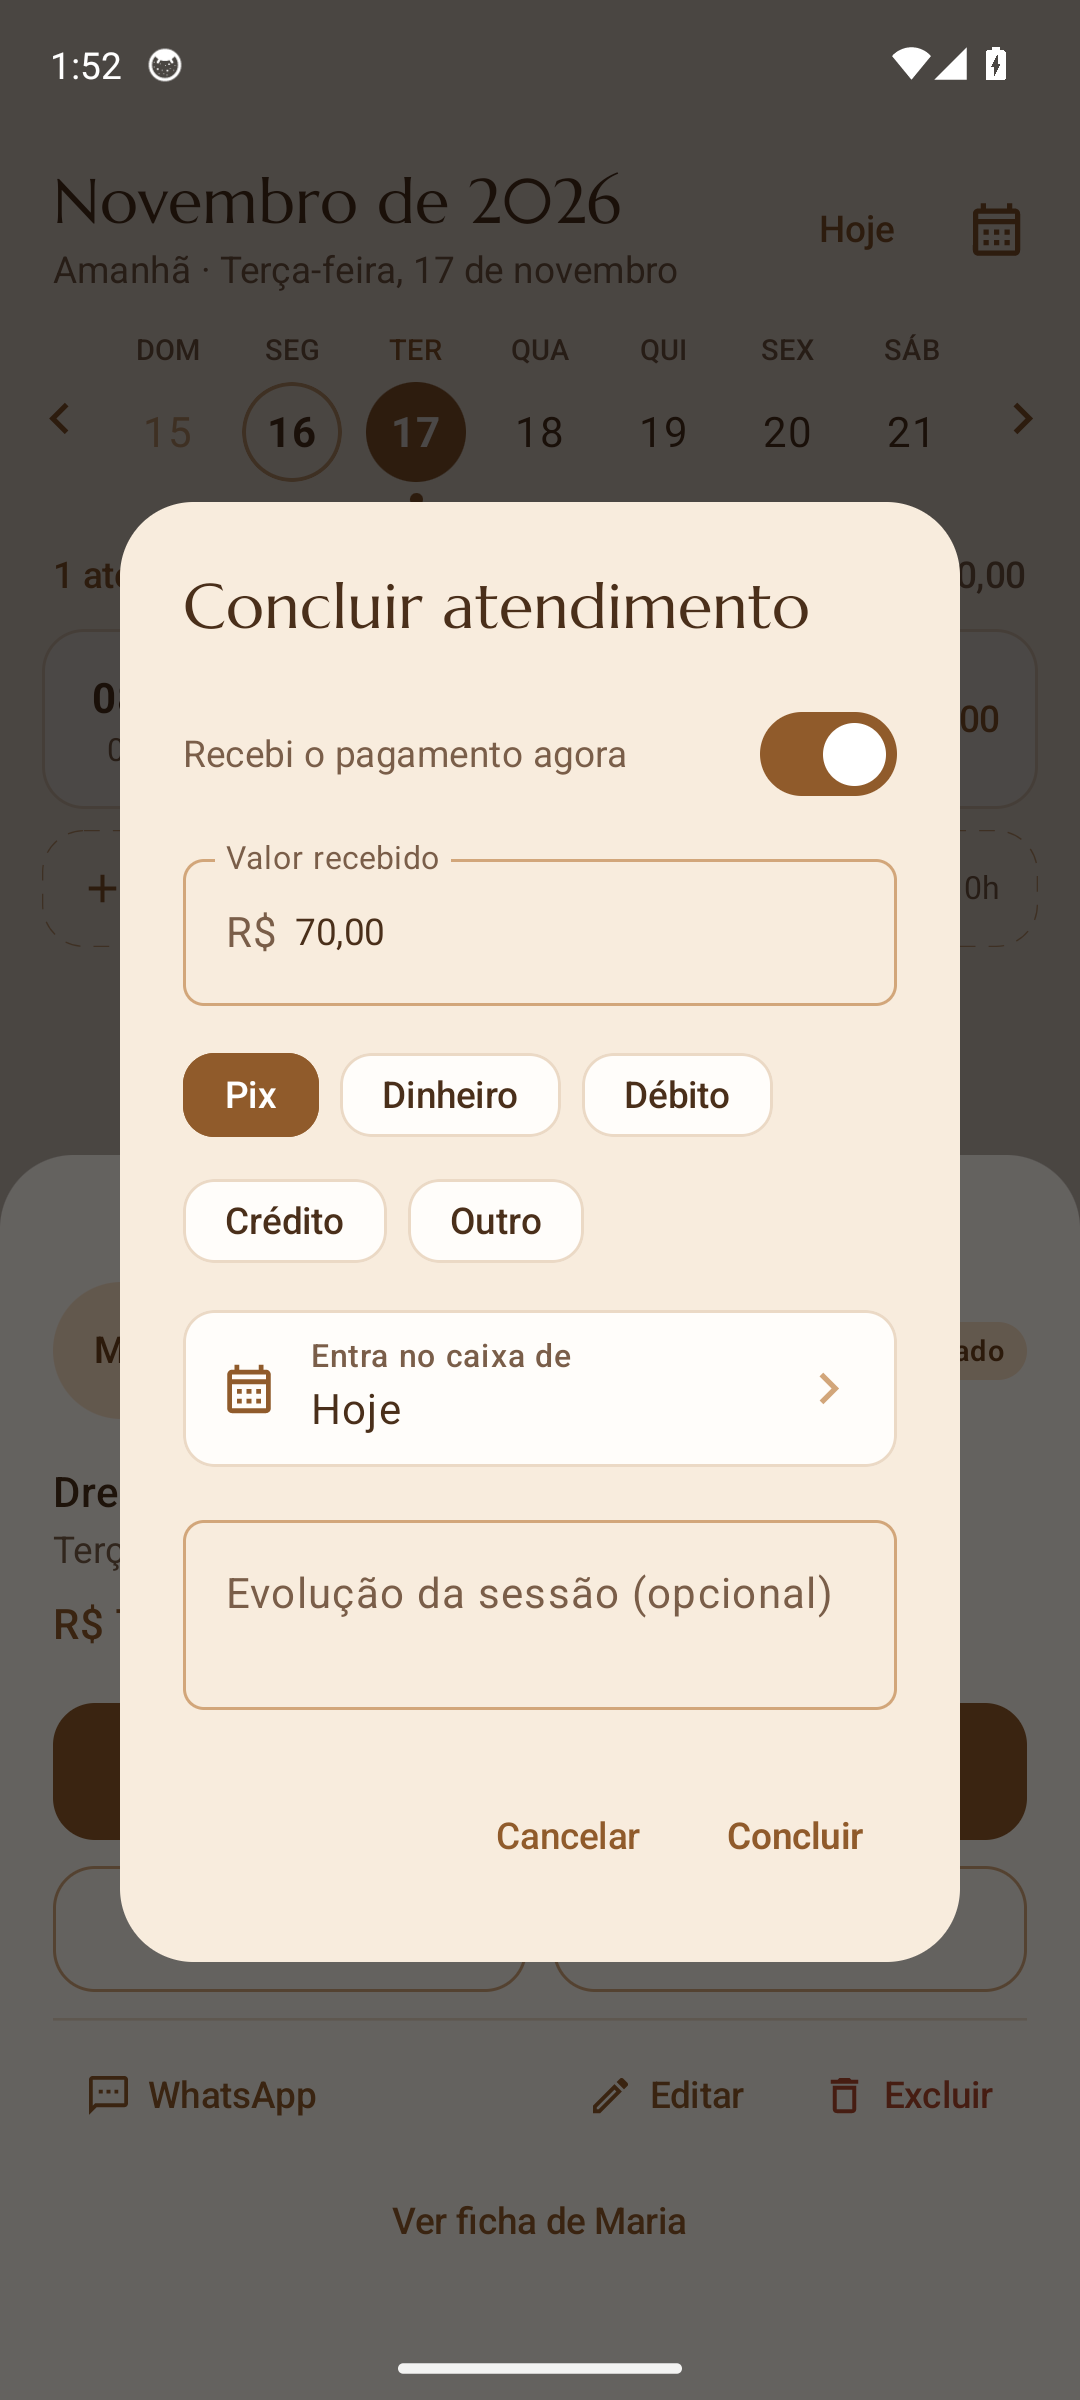 1:52
Novembro de 2026
Hoje
Amanhã · Terça-feira, 17 de novembro
DOM SEG TER QUA QUI SEX SÁB
15 16 17 18 19 20 21
Concluir atendimento
Recebi o pagamento agora
Valor recebido
R$ 70,00
Pix Dinheiro Débito
Crédito Outro
Entra no caixa de
Hoje
Evolução da sessão (opcional)
R$
Cancelar Concluir
WhatsApp Editar Excluir
Ver ficha de Maria